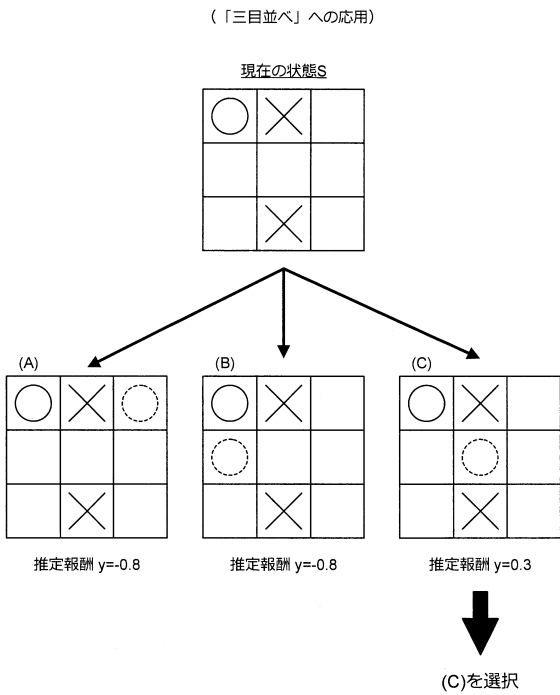 （「三目並べ」への応用）
現在の状態S
(A)
(B)
(C)
推定報酬 y=-0.8
推定報酬 y=-0.8
推定報酬 y=0.3
(C)を選択